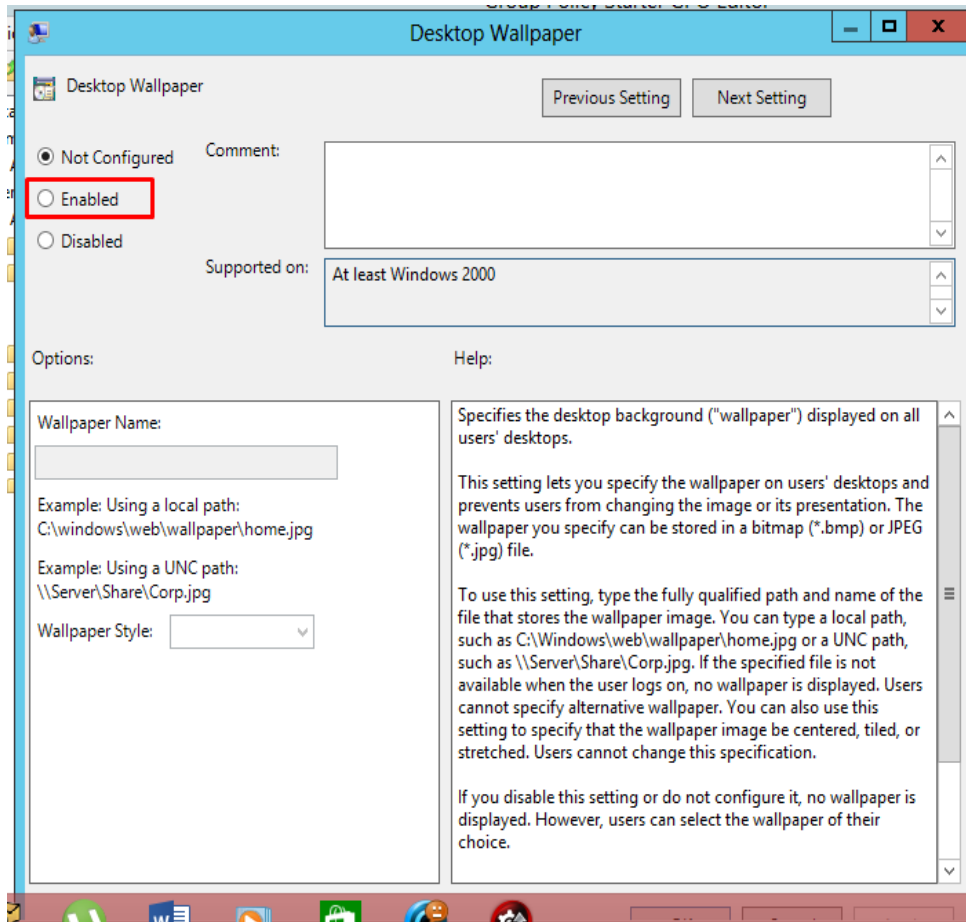 Group Policy Starter GPO Editor
Desktop Wallpaper
Desktop Wallpaper
Previous Setting
Next Setting
Not Configured
Comment:
Enabled
Disabled
Supported on:
At least Windows 2000
Options:
Help:
Wallpaper Name:
Example: Using a local path:
C:\windows\web\wallpaper\home.jpg
Example: Using a UNC path:
\\Server\Share\Corp.jpg
Wallpaper Style:
Specifies the desktop background ("wallpaper") displayed on all
users' desktops.
This setting lets you specify the wallpaper on users' desktops and
prevents users from changing the image or its presentation. The
wallpaper you specify can be stored in a bitmap (*.bmp) or JPEG
(*.jpg) file.
To use this setting, type the fully qualified path and name of the
file that stores the wallpaper image. You can type a local path,
such as C:\Windows\web\wallpaper\home.jpg or a UNC path,
such as \\Server\Share\Corp.jpg. If the specified file is not
available when the user logs on, no wallpaper is displayed. Users
cannot specify alternative wallpaper. You can also use this
setting to specify that the wallpaper image be centered, tiled, or
stretched. Users cannot change this specification.
If you disable this setting or do not configure it, no wallpaper is
displayed. However, users can select the wallpaper of their
choice.